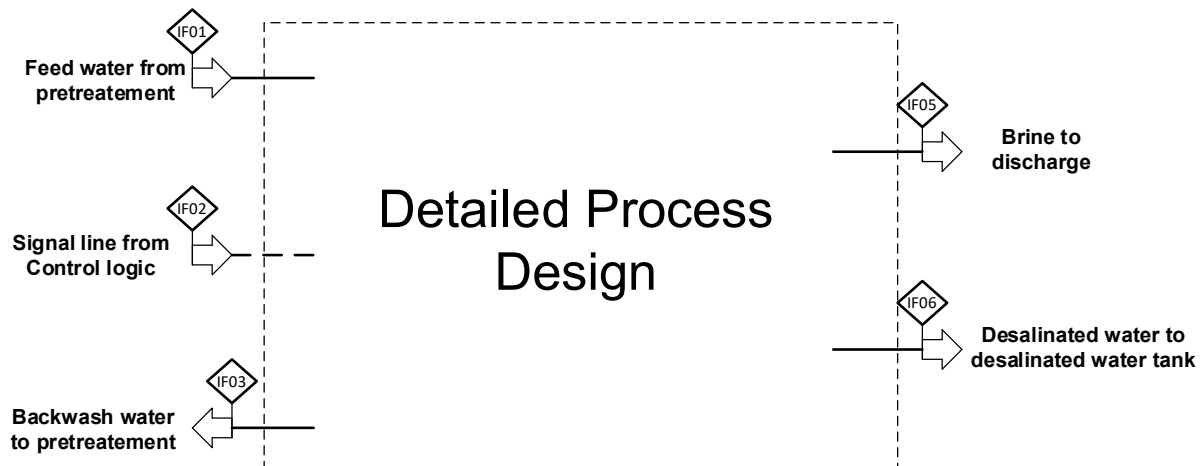 IF01
Feed water from
pretreatement
IF02
Signal line from
Control logic
IF03
Backwash water
to pretreatement
Detailed Process
Design
IF05
Brine to
discharge
IF06
Desalinated water to
desalinated water tank